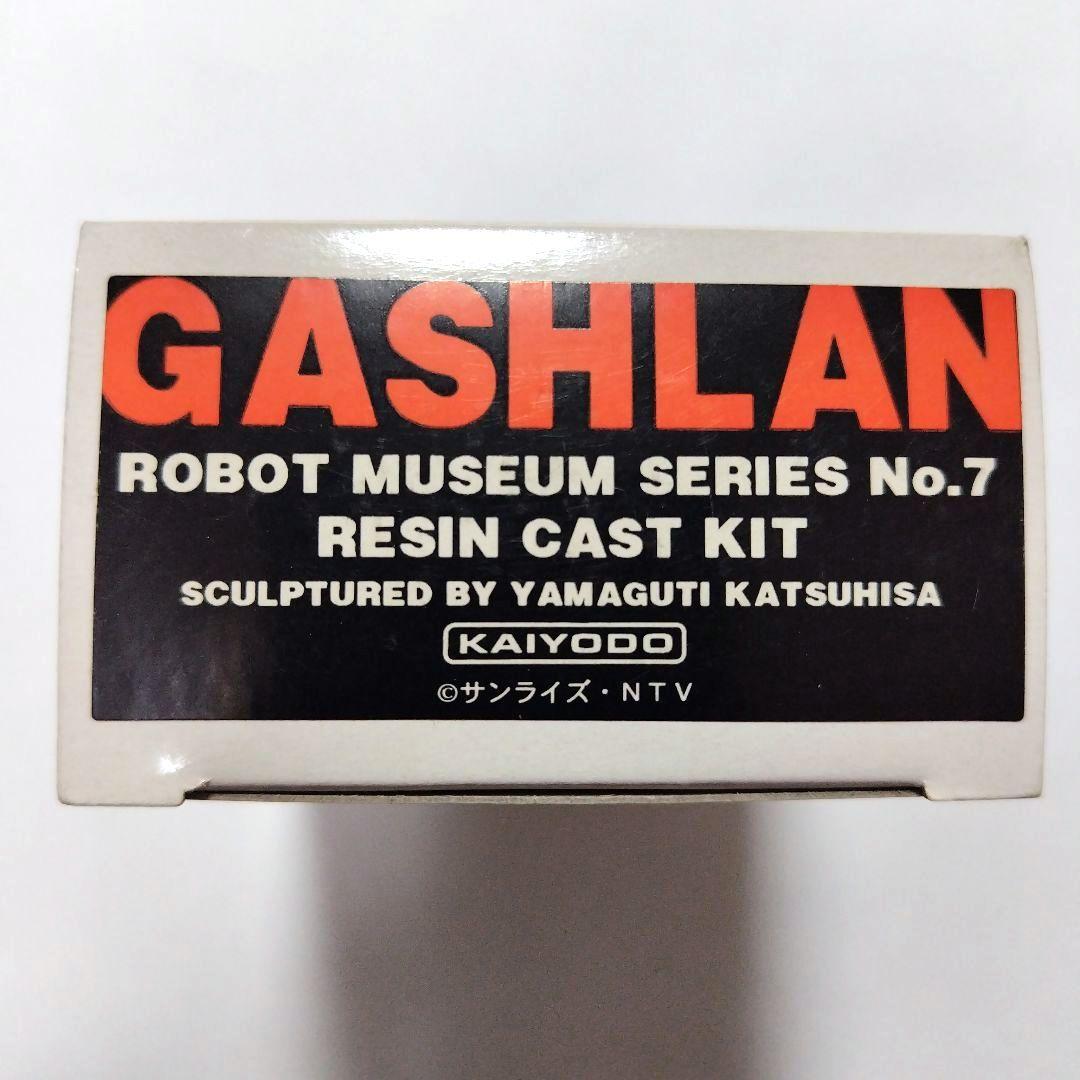 GASHLAN
ROBOT MUSEUM SERIES No.7
RESIN CAST KIT
SCULPTURED BY YAMAGUTI KATSUHISA
KAIYODO
©サンライズ・NTV